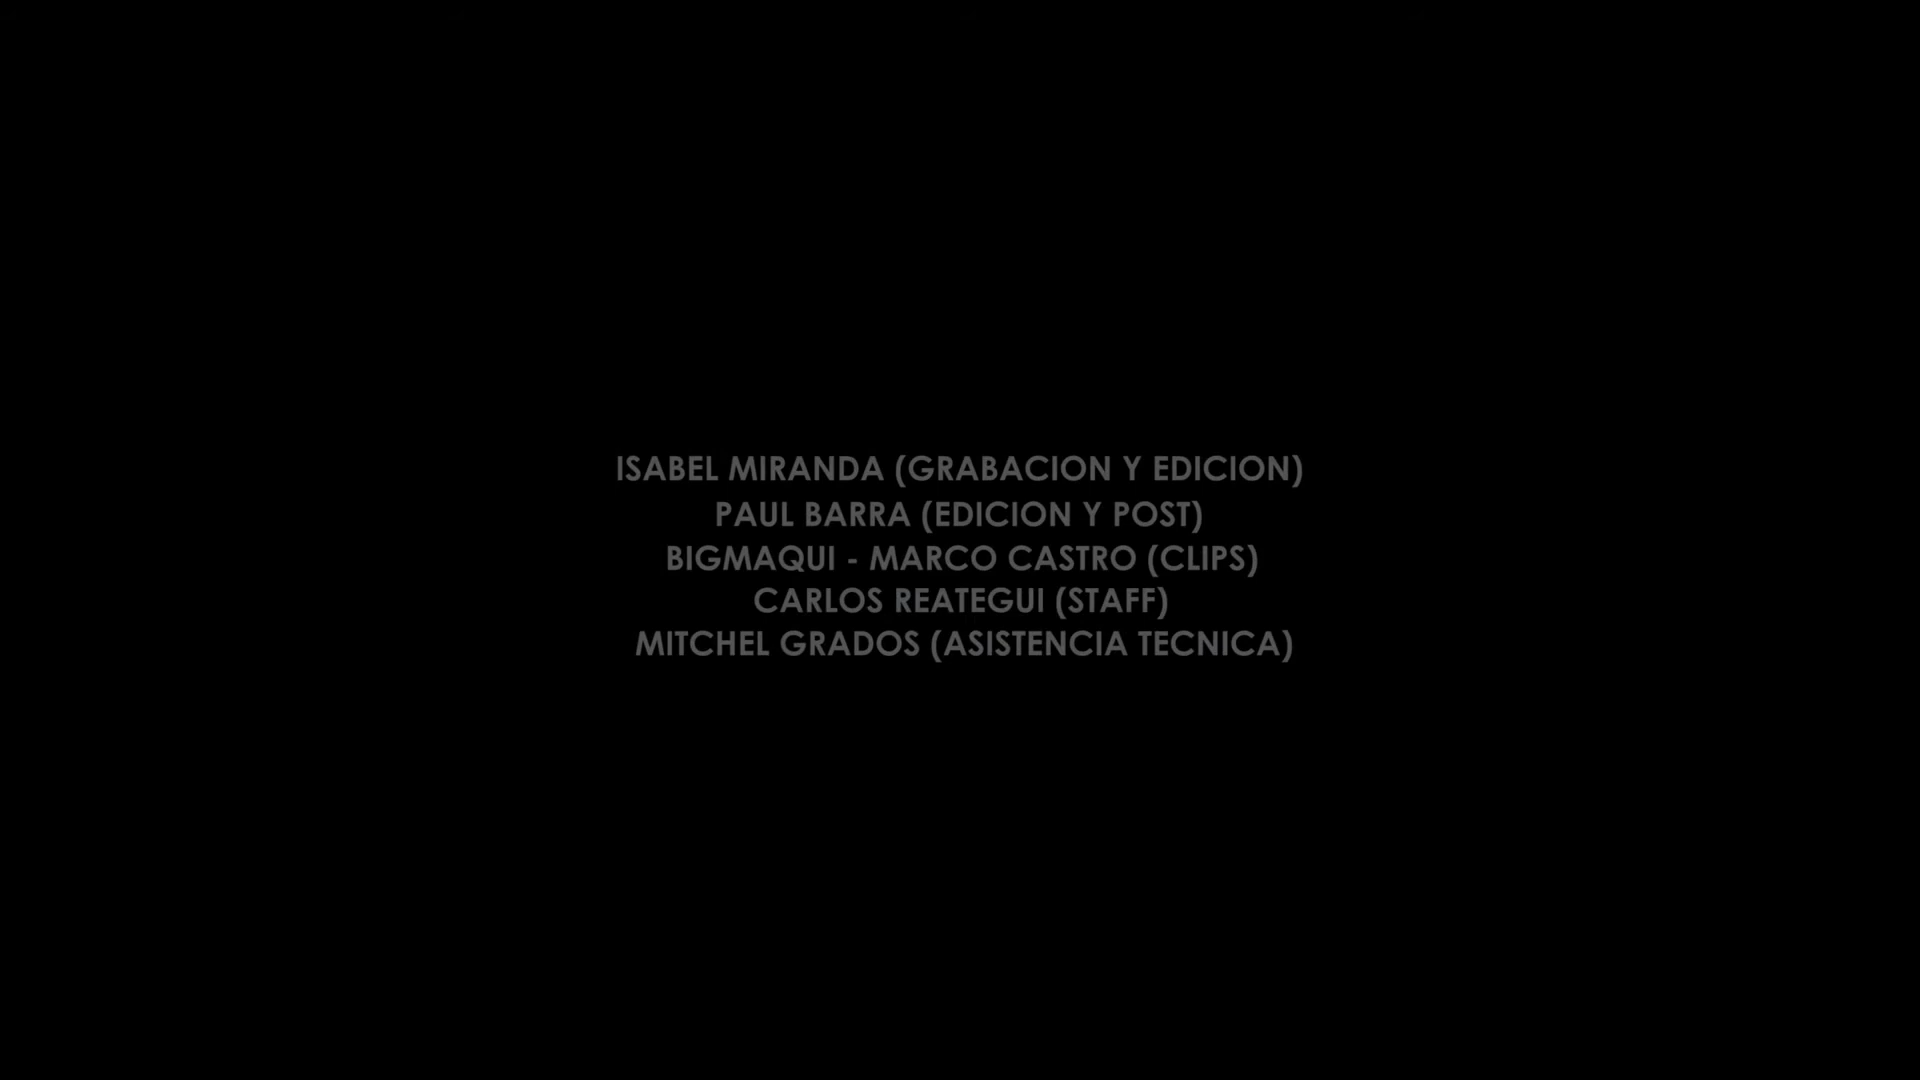 ISABEL MIRANDA (GRABACION Y EDICION)
PAUL BARRA (EDICION Y POST)
BIGMAQUI - MARCO CASTRO (CLIPS)
CARLOS REATEGUI (STAFF)
MITCHEL GRADOS (ASISTENCIA TECNICA)